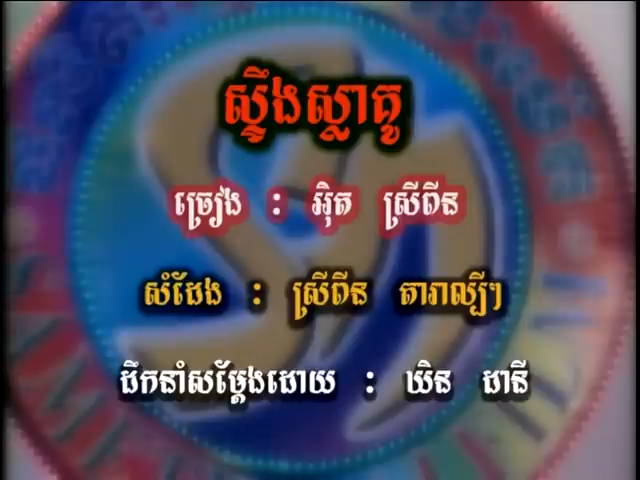 ស្ទឹងស្លាគូ
ច្រៀង : អ៊ិត ស្រីពីន
សំដែង : ស្រីពីន តារាល្បីៗ
ដឹកនាំសម្តែងដោយ : ឃិន ដានី